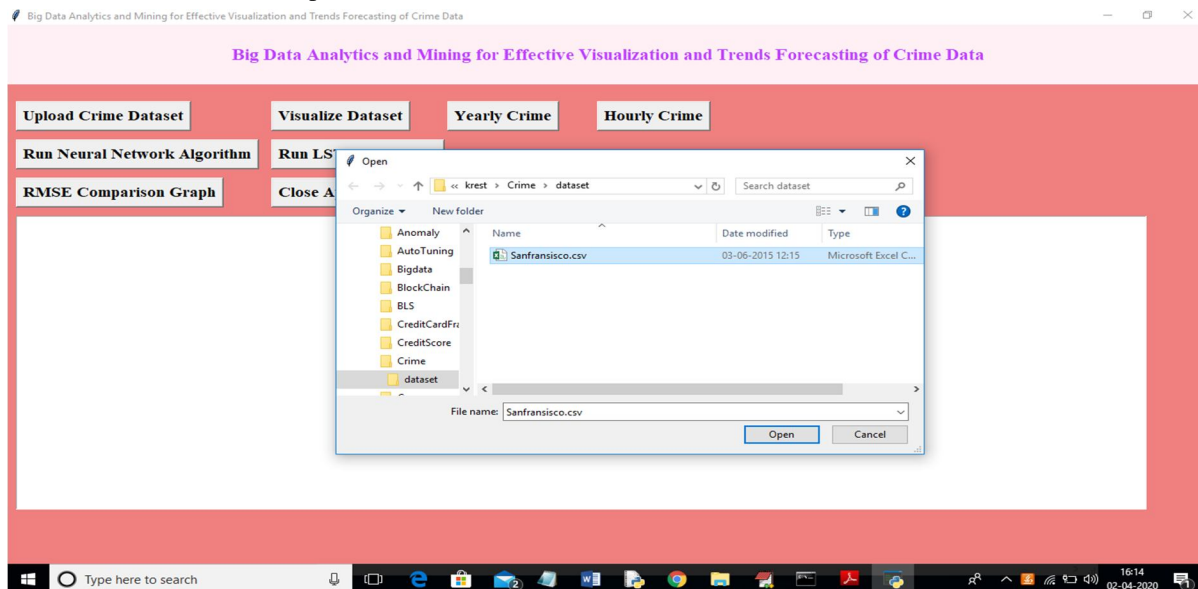 Big Data Analytics and Mining for Effective Visualization and Trends Forecasting of Crime Data
Big Data Analytics and Mining for Effective Visualization and Trends Forecasting of Crime Data
Upload Crime Dataset Visualize Dataset Yearly Crime Hourly Crime
Run Neural Network Algorithm Run LS
RMSE Comparison Graph Close A
Open
« krest › Crime › dataset Search dataset
Organize New folder
Name Date modified Type
Anomaly
AutoTuning
Bigdata
BlockChain
BLS
CreditCardFra
CreditScore
Crime
dataset
Sanfransisco.csv 03-06-2015 12:15 Microsoft Excel C...
File name: Sanfransisco.csv
Open Cancel
Type here to search
16:14
02-04-2020